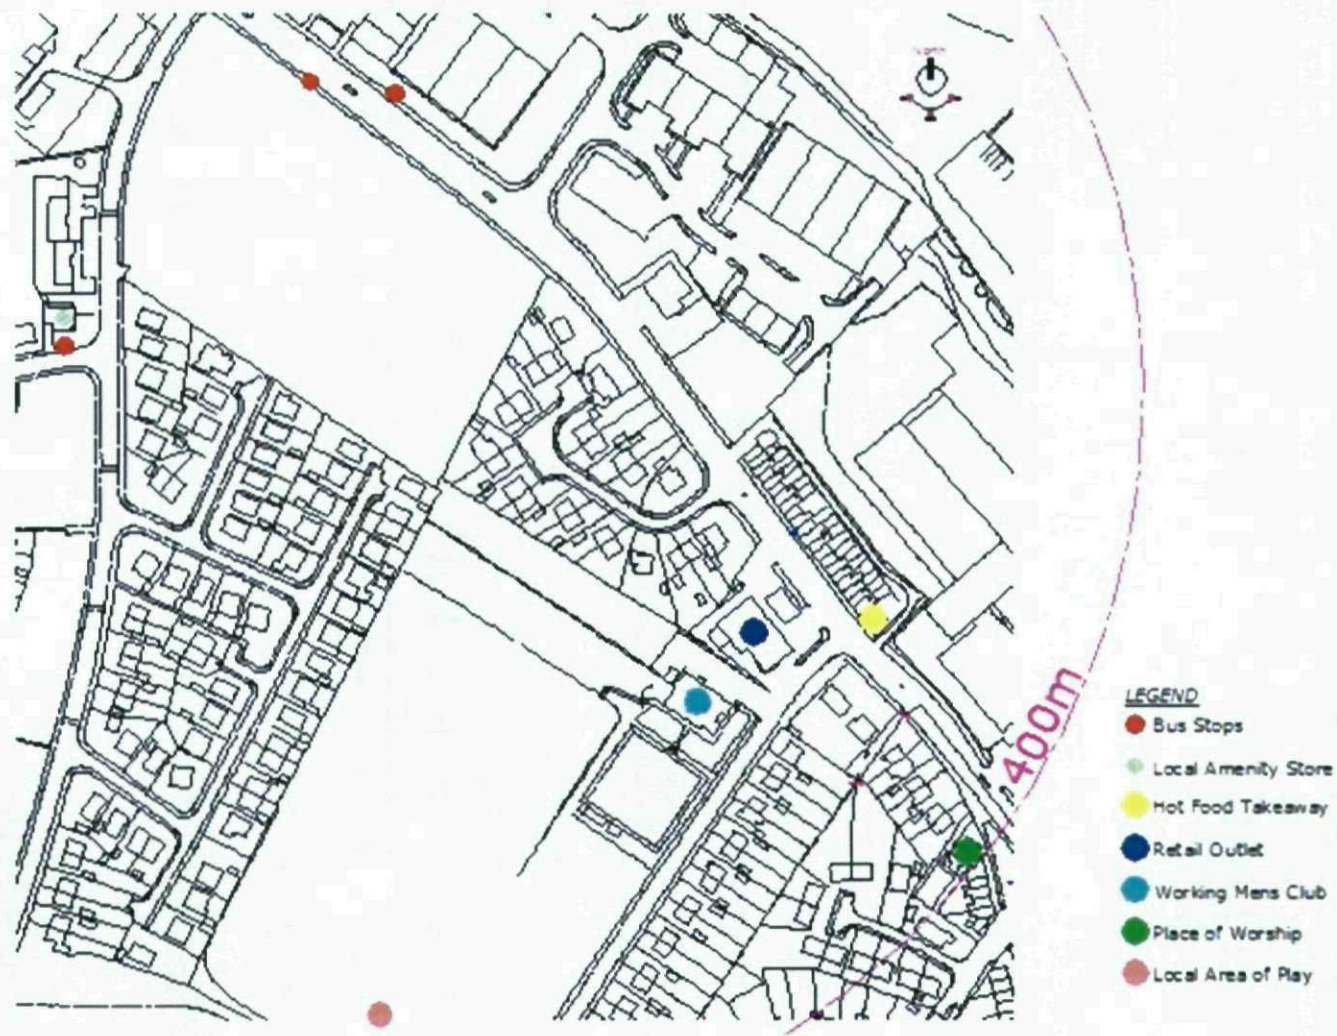 400m
LEGEND
Bus Stops
Local Amenity Store
Hot Food Takeaway
Retail Outlet
Working Mens Club
Place of Worship
Local Area of Play